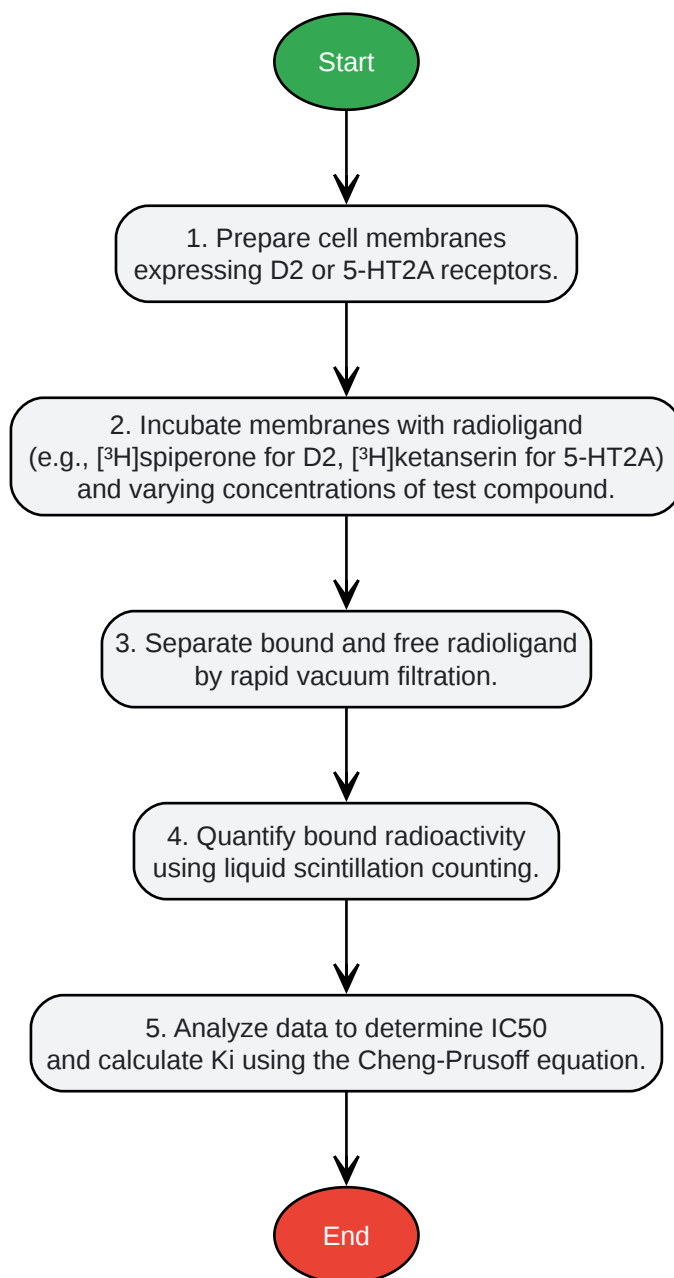 Start
1. Prepare cell membranes
expressing D2 or 5-HT2A receptors.
2. Incubate membranes with radioligand
(e.g., [³H]spiperone for D2, [³H]ketanserin for 5-HT2A)
and varying concentrations of test compound.
3. Separate bound and free radioligand
by rapid vacuum filtration.
4. Quantify bound radioactivity
using liquid scintillation counting.
5. Analyze data to determine IC50
and calculate Ki using the Cheng-Prusoff equation.
End